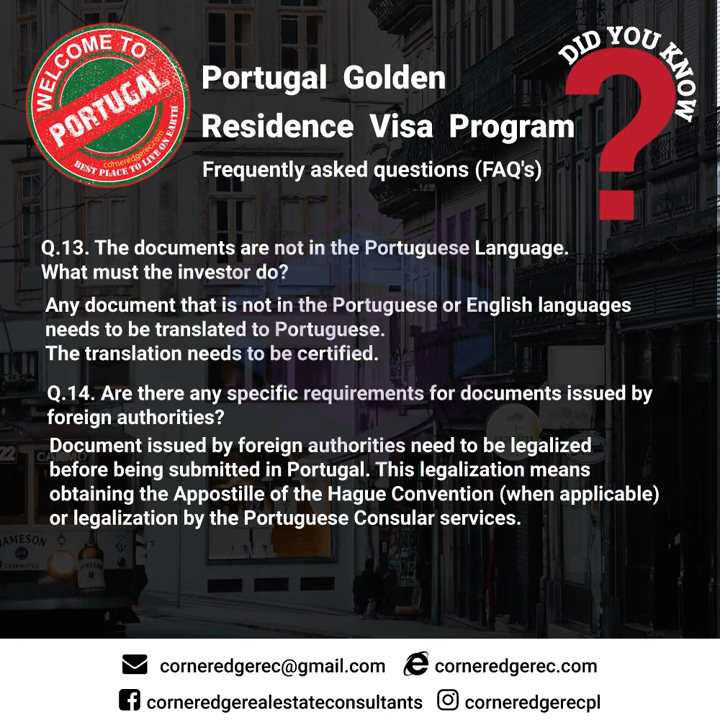 WELCOME TO
PORTUGAL
corneredgerec.com
BEST PLACE TO LIVE ON EARTH
Portugal Golden
Residence Visa Program
Frequently asked questions (FAQ's)
DID YOU KNOW
?
Q.13. The documents are not in the Portuguese Language.
What must the investor do?
Any document that is not in the Portuguese or English languages
needs to be translated to Portuguese.
The translation needs to be certified.
Q.14. Are there any specific requirements for documents issued by
foreign authorities?
Document issued by foreign authorities need to be legalized
before being submitted in Portugal. This legalization means
obtaining the Appostille of the Hague Convention (when applicable)
or legalization by the Portuguese Consular services.
22
JAMESON
corneredgerec@gmail.com corneredgerec.com
corneredgerealestateconsultants corneredgerecpl